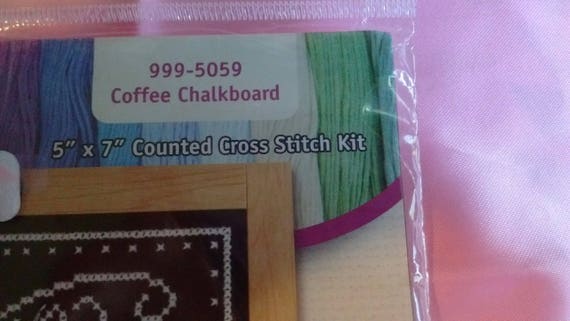 999-5059
Coffee Chalkboard
5" x 7" Counted Cross Stitch Kit